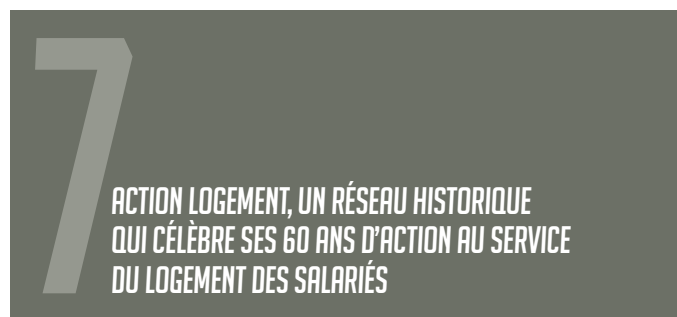 7
ACTION LOGEMENT, UN RÉSEAU HISTORIQUE
QUI CÉLÈBRE SES 60 ANS D'ACTION AU SERVICE
DU LOGEMENT DES SALARIÉS